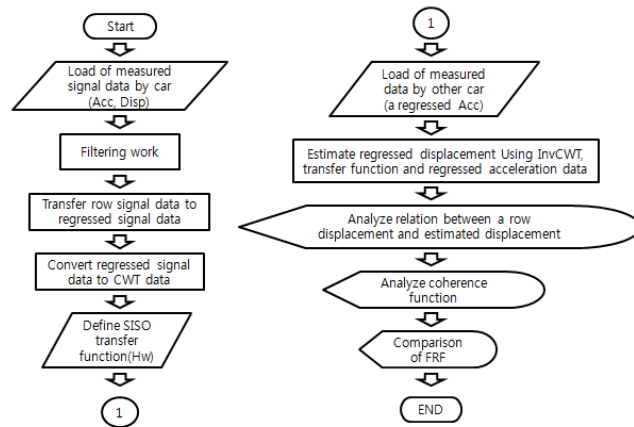 Start
Load of measured
signal data by car
(Acc, Disp)
Filtering work
Transfer row signal data to
regressed signal data
Convert regressed signal
data to CWT data
Define SISO
transfer
function(Hw)
1
1
Load of measured
data by other car
(a regressed Acc)
Estimate regressed displacement Using InvCWT,
transfer function and regressed acceleration data
Analyze relation between a row
displacement and estimated displacement
Analyze coherence
function
Comparison
of FRF
END